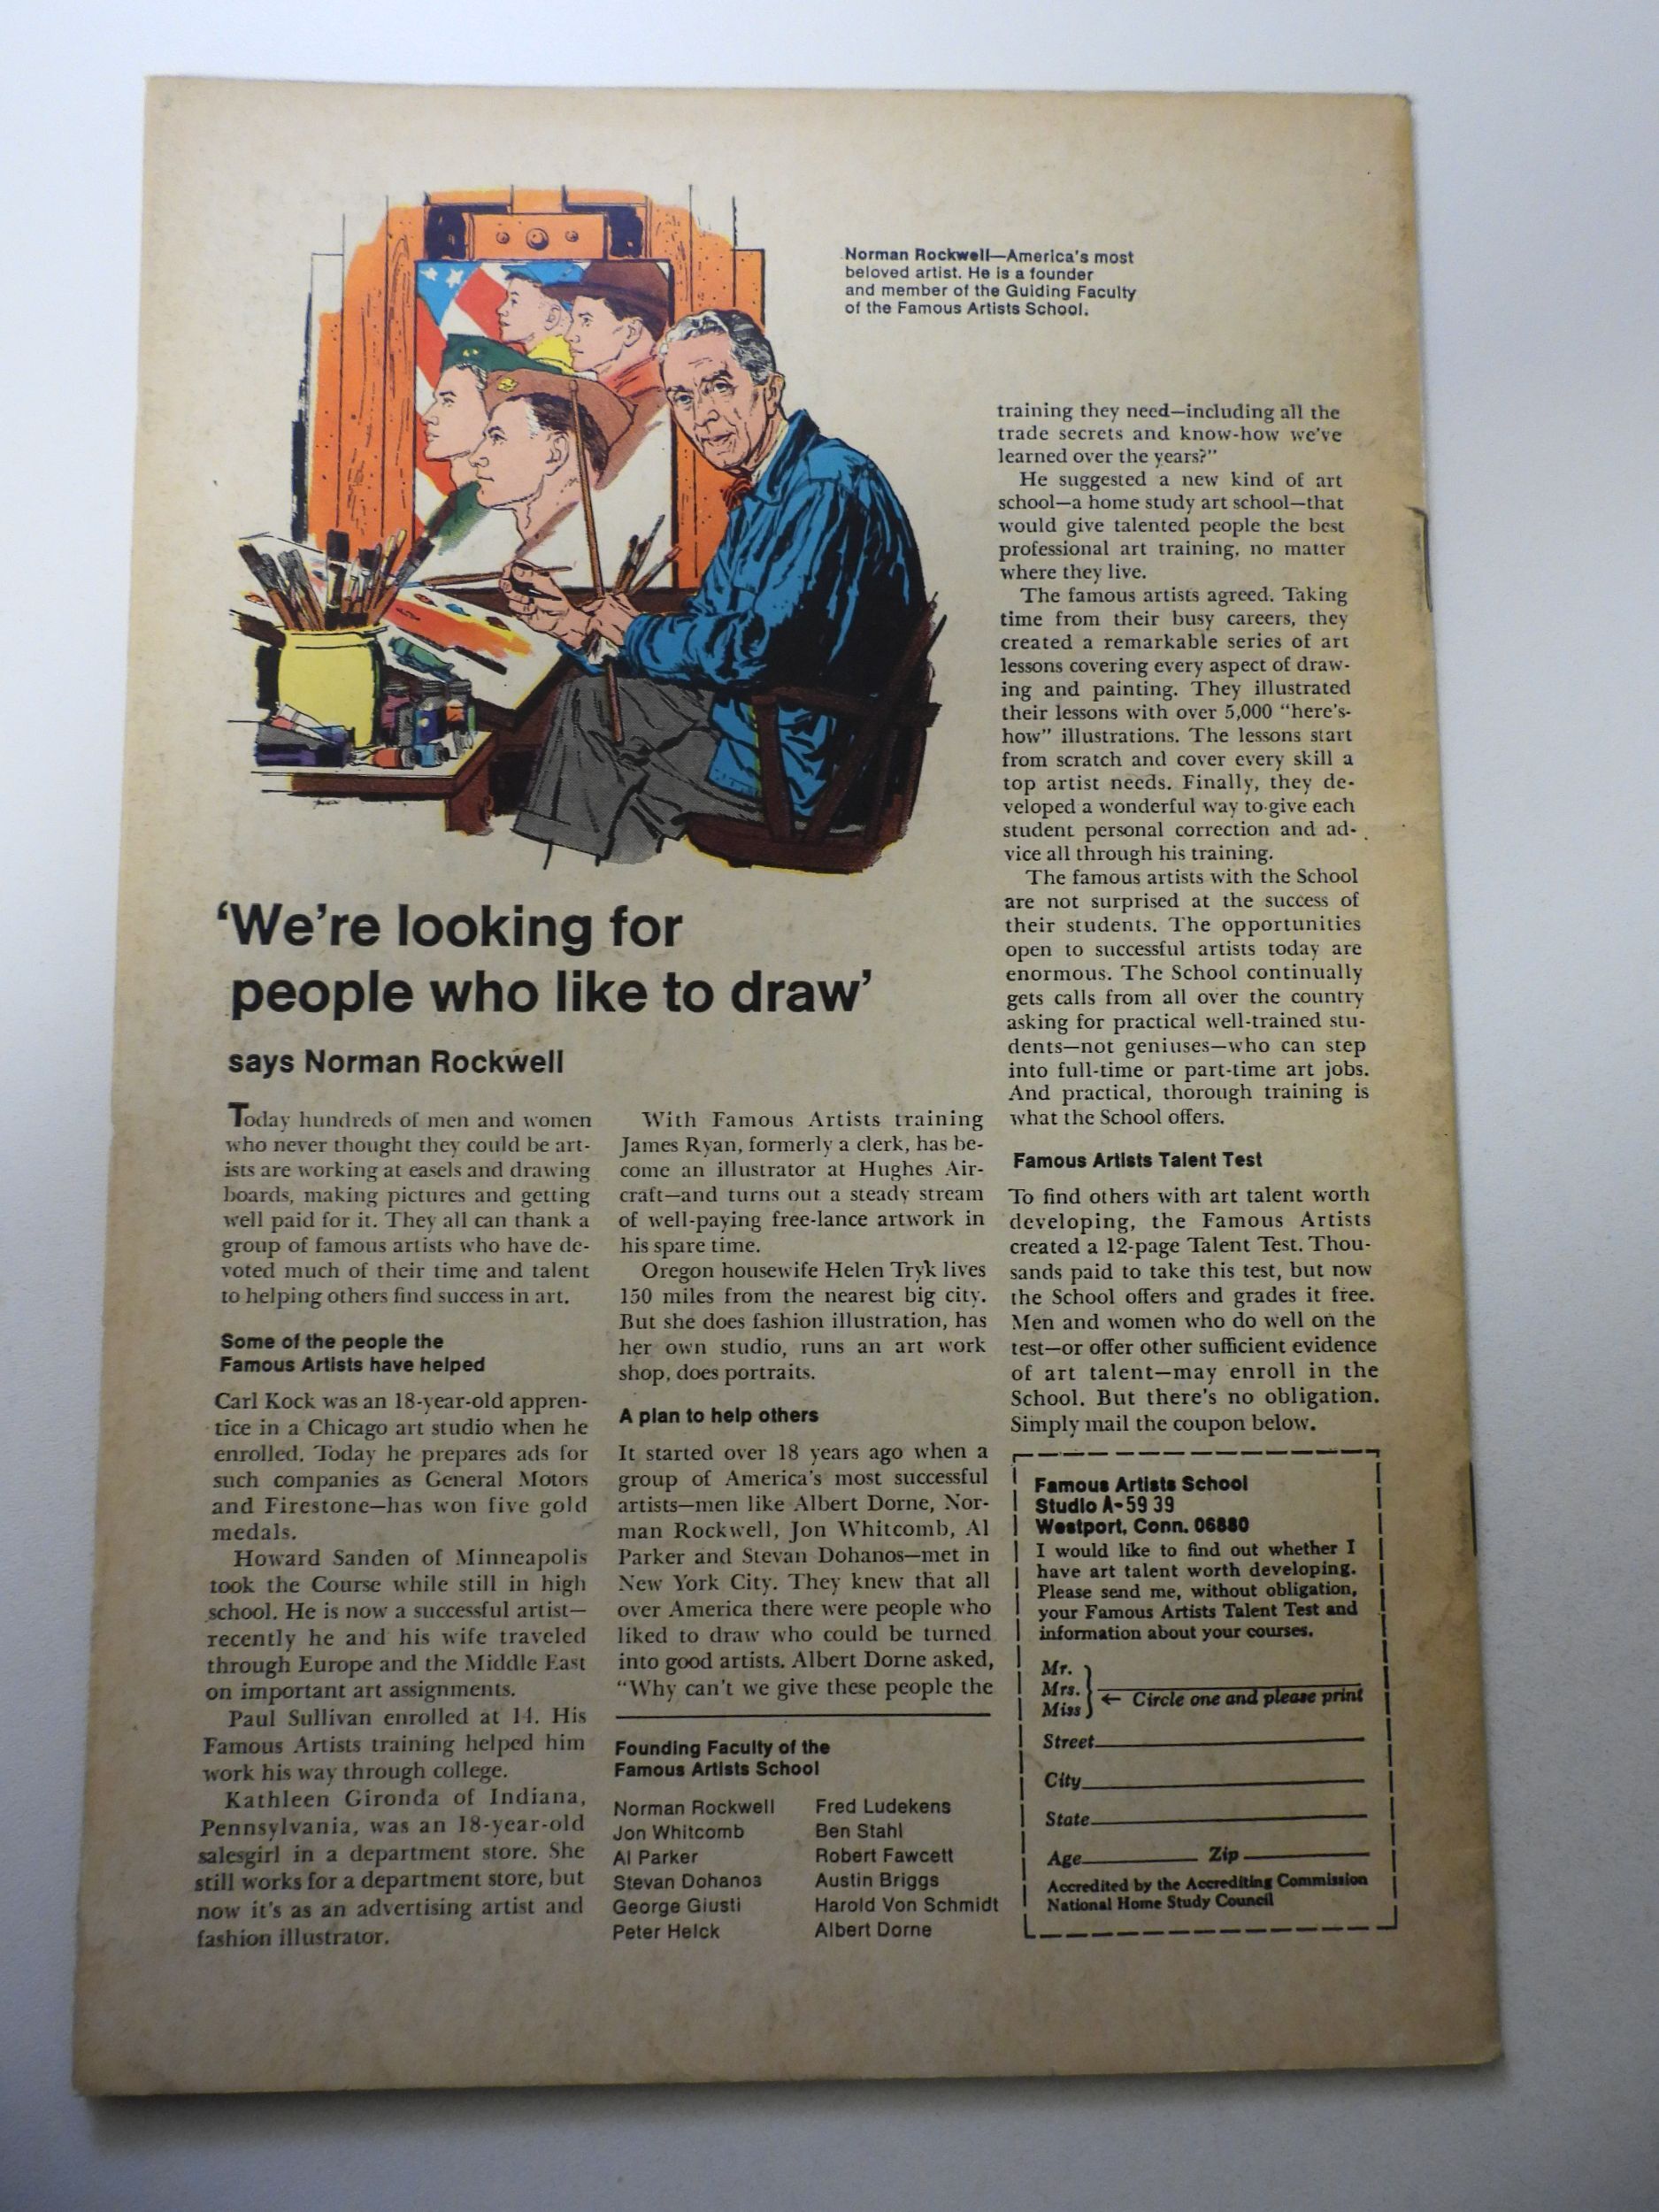 Norman Rockwell—America's most
beloved artist. He is a founder
and member of the Guiding Faculty
of the Famous Artists School.
‘We're looking for
people who like to draw’
says Norman Rockwell
Today hundreds of men and women
who never thought they could be art-
ists are working at easels and drawing
boards, making pictures and getting
well paid for it. They all can thank a
group of famous artists who have de-
voted much of their time and talent
to helping others find success in art.
Some of the people the
Famous Artists have helped
Carl Kock was an 18-year-old appren-
tice in a Chicago art studio when he
enrolled. Today he prepares ads for
such companies as General Motors
and Firestone—has won five gold
medals.
Howard Sanden of Minneapolis
took the Course while still in high
school. He is now a successful artist—
recently he and his wife traveled
through Europe and the Middle East
on important art assignments.
Paul Sullivan enrolled at 14. His
Famous Artists training helped him
work his way through college.
Kathleen Gironda of Indiana,
Pennsylvania, was an 18-year-old
salesgirl in a department store. She
still works for a department store, but
now it's as an advertising artist and
fashion illustrator.
With Famous Artists training
James Ryan, formerly a clerk, has be-
come an illustrator at Hughes Air-
craft—and turns out a steady stream
of well-paying free-lance artwork in
his spare time.
Oregon housewife Helen Tryk lives
150 miles from the nearest big city.
But she does fashion illustration, has
her own studio, runs an art work
shop, does portraits.
A plan to help others
It started over 18 years ago when a
group of America's most successful
artists—men like Albert Dorne, Nor-
man Rockwell, Jon Whitcomb, Al
Parker and Stevan Dohanos—met in
New York City. They knew that all
over America there were people who
liked to draw who could be turned
into good artists. Albert Dorne asked,
“Why can't we give these people the
Founding Faculty of the
Famous Artists School
Norman Rockwell
Jon Whitcomb
Al Parker
Stevan Dohanos
George Giusti
Peter Helck
Fred Ludekens
Ben Stahl
Robert Fawcett
Austin Briggs
Harold Von Schmidt
Albert Dorne
training they need—including all the
trade secrets and know-how we've
learned over the years?”
He suggested a new kind of art
school—a home study art school—that
would give talented people the best
professional art training, no matter
where they live.
The famous artists agreed. Taking
time from their busy careers, they
created a remarkable series of art
lessons covering every aspect of draw-
ing and painting. They illustrated
their lessons with over 5,000 “here's-
how” illustrations. The lessons start
from scratch and cover every skill a
top artist needs. Finally, they de-
veloped a wonderful way to give each
student personal correction and ad-
vice all through his training.
The famous artists with the School
are not surprised at the success of
their students. The opportunities
open to successful artists today are
enormous. The School continually
gets calls from all over the country
asking for practical well-trained stu-
dents—not geniuses—who can step
into full-time or part-time art jobs.
And practical, thorough training is
what the School offers.
Famous Artists Talent Test
To find others with art talent worth
developing, the Famous Artists
created a 12-page Talent Test. Thou-
sands paid to take this test, but now
the School offers and grades it free.
Men and women who do well on the
test—or offer other sufficient evidence
of art talent—may enroll in the
School. But there's no obligation.
Simply mail the coupon below.
Famous Artists School
Studio A-59 39
Westport, Conn. 06880
I would like to find out whether I
have art talent worth developing.
Please send me, without obligation,
your Famous Artists Talent Test and
information about your courses.
Mr.
Mrs.
Miss
← Circle one and please print
Street
City
State
Age Zip
Accredited by the Accrediting Commission
National Home Study Council